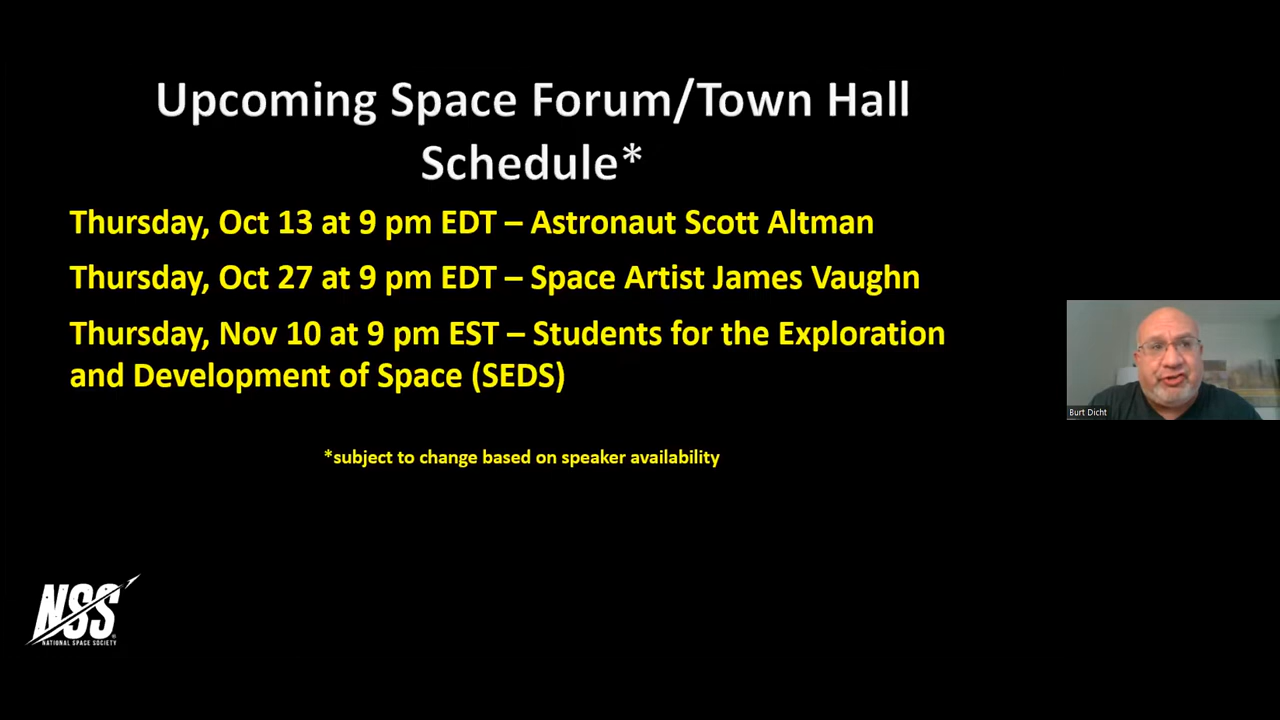 Upcoming Space Forum/Town Hall
Schedule*
Thursday, Oct 13 at 9 pm EDT – Astronaut Scott Altman
Thursday, Oct 27 at 9 pm EDT – Space Artist James Vaughn
Thursday, Nov 10 at 9 pm EST – Students for the Exploration
and Development of Space (SEDS)
Burt Dicht
*subject to change based on speaker availability
NSS
NATIONAL SPACE SOCIETY